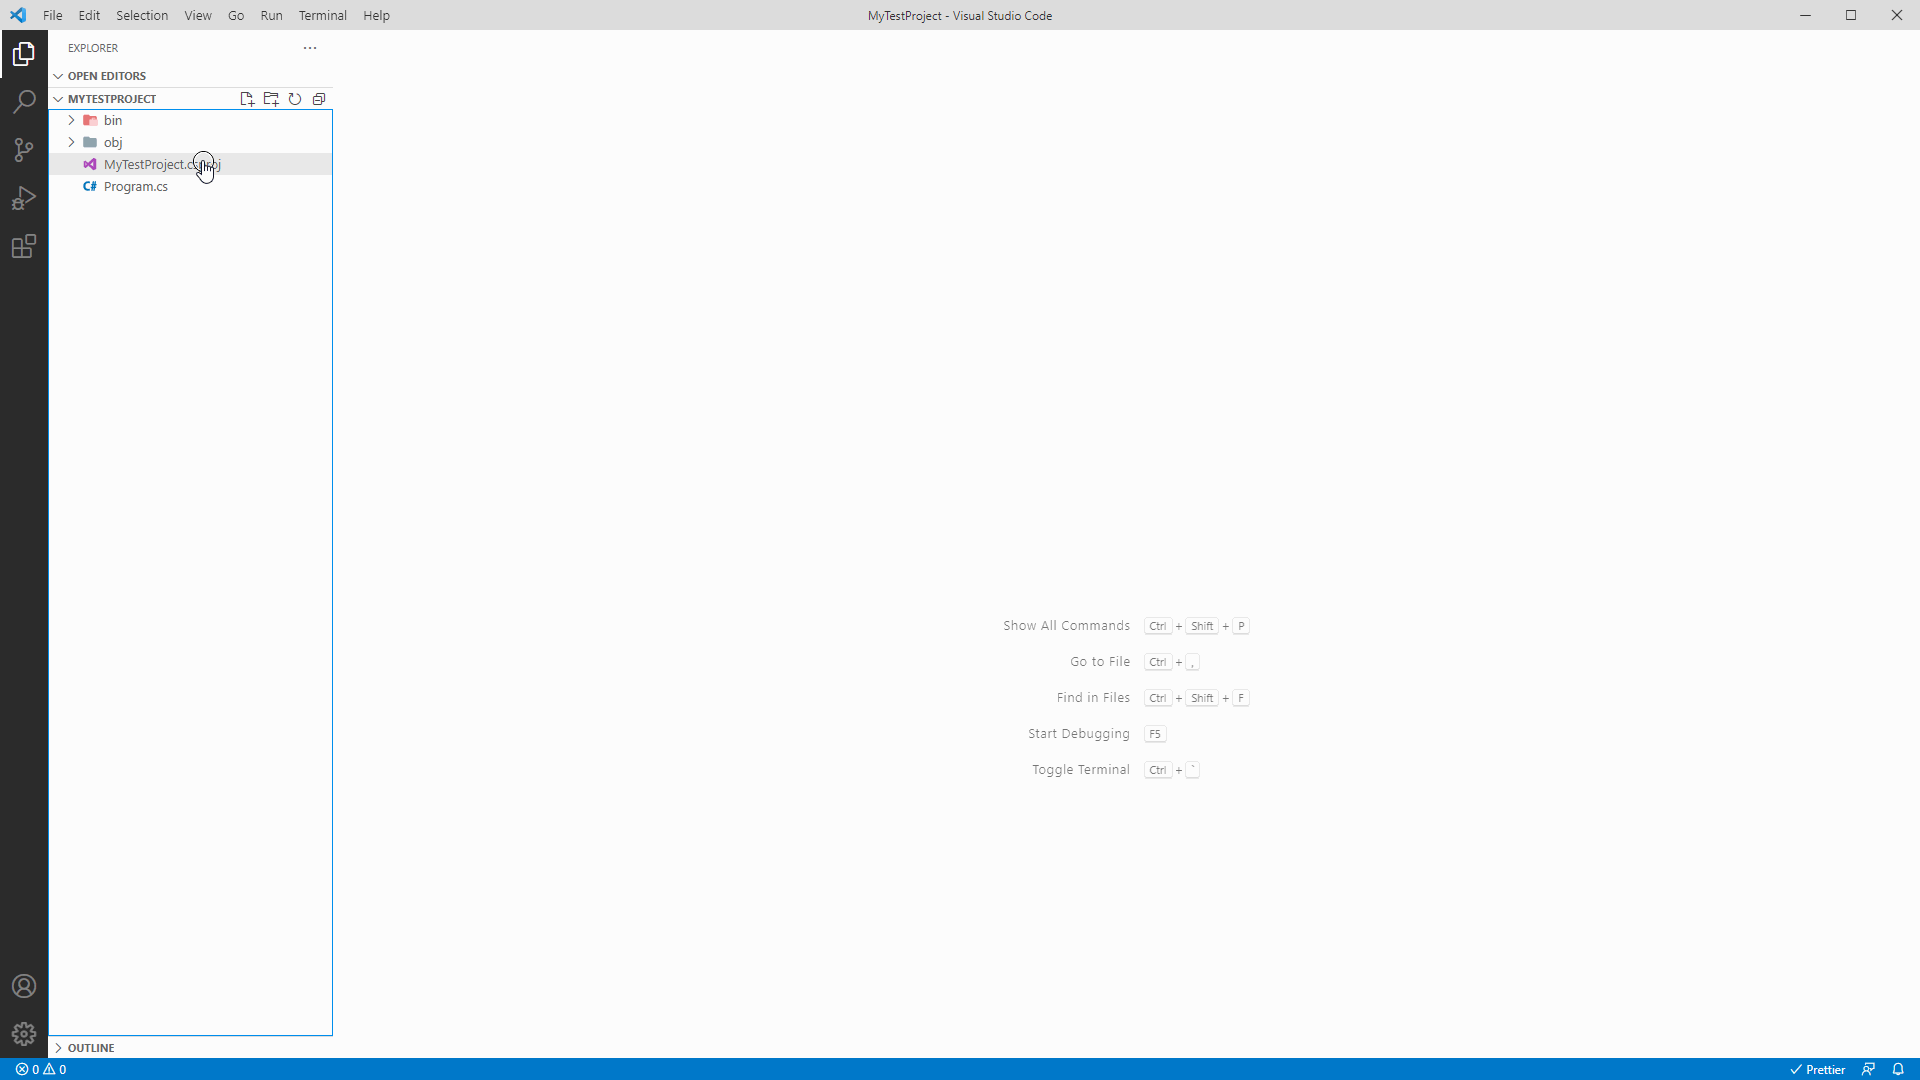 File Edit Selection View Go Run Terminal Help
MyTestProject - Visual Studio Code
EXPLORER
OPEN EDITORS
MYTESTPROJECT
bin
obj
MyTestProject.csproj
C# Program.cs
Show All Commands Ctrl + Shift + P
Go to File Ctrl + ,
Find in Files Ctrl + Shift + F
Start Debugging F5
Toggle Terminal Ctrl + `
OUTLINE
0 0
Prettier